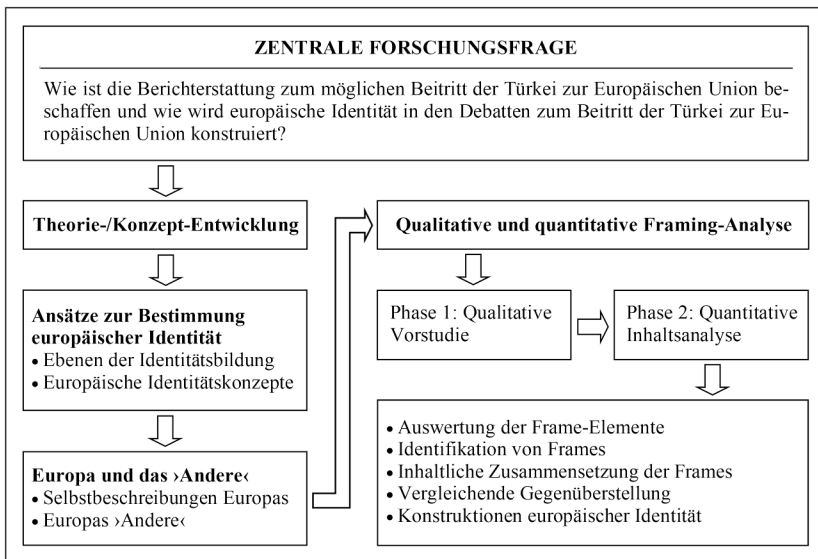 ZENTRALE FORSCHUNGSFRAGE
Wie ist die Berichterstattung zum möglichen Beitritt der Türkei zur Europäischen Union be-
schaffen und wie wird europäische Identität in den Debatten zum Beitritt der Türkei zur Eu-
ropäischen Union konstruiert?
Theorie-/Konzept-Entwicklung
Ansätze zur Bestimmung
europäischer Identität
• Ebenen der Identitätsbildung
• Europäische Identitätskonzepte
Europa und das ›Andere‹
• Selbstbeschreibungen Europas
• Europas ›Andere‹
Qualitative und quantitative Framing-Analyse
Phase 1: Qualitative
Vorstudie
Phase 2: Quantitative
Inhaltsanalyse
• Auswertung der Frame-Elemente
• Identifikation von Frames
• Inhaltliche Zusammensetzung der Frames
• Vergleichende Gegenüberstellung
• Konstruktionen europäischer Identität